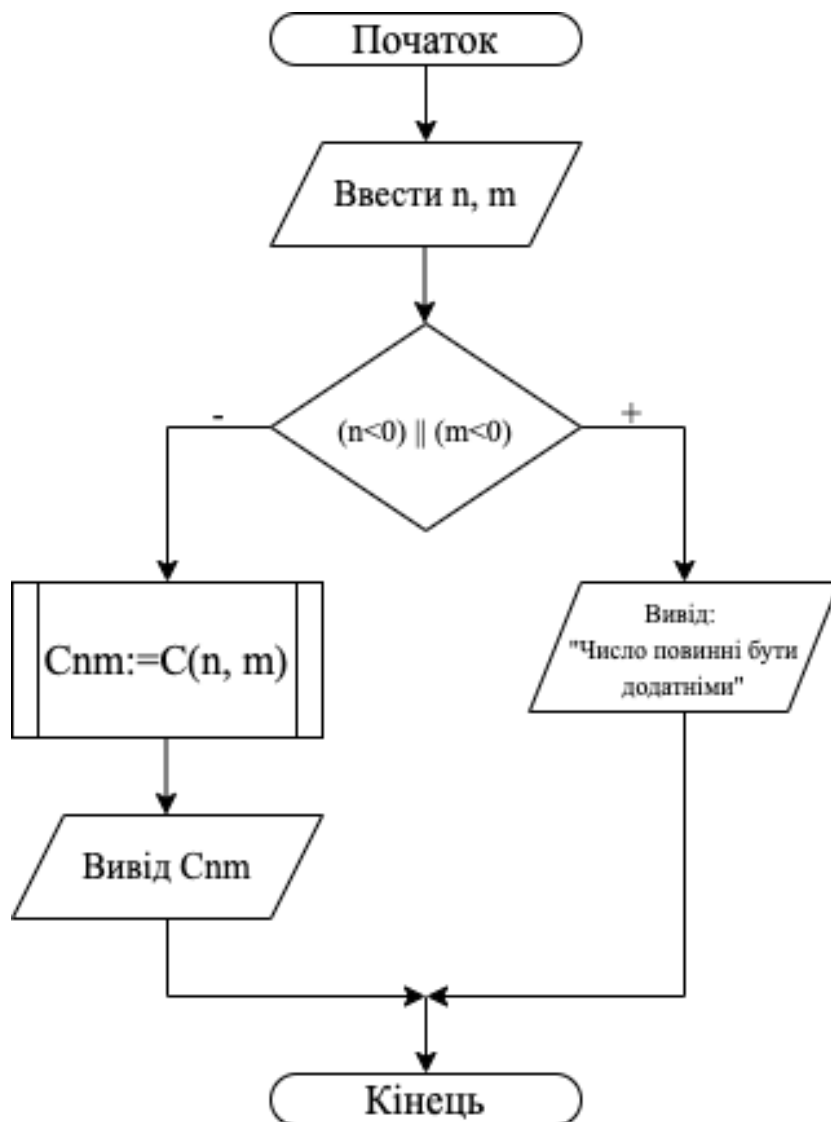 Початок
Ввести n, m
-
+
(n<0) || (m<0)
Cnm:=C(n, m)
Вивід:
"Число повинні бути
додатніми"
Вивід Cnm
Кінець